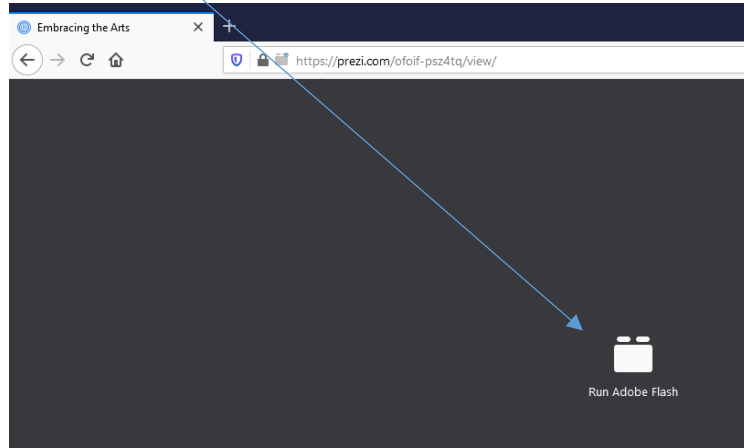 Embracing the Arts
https://prezi.com/ofoif-psz4tq/view/
Run Adobe Flash